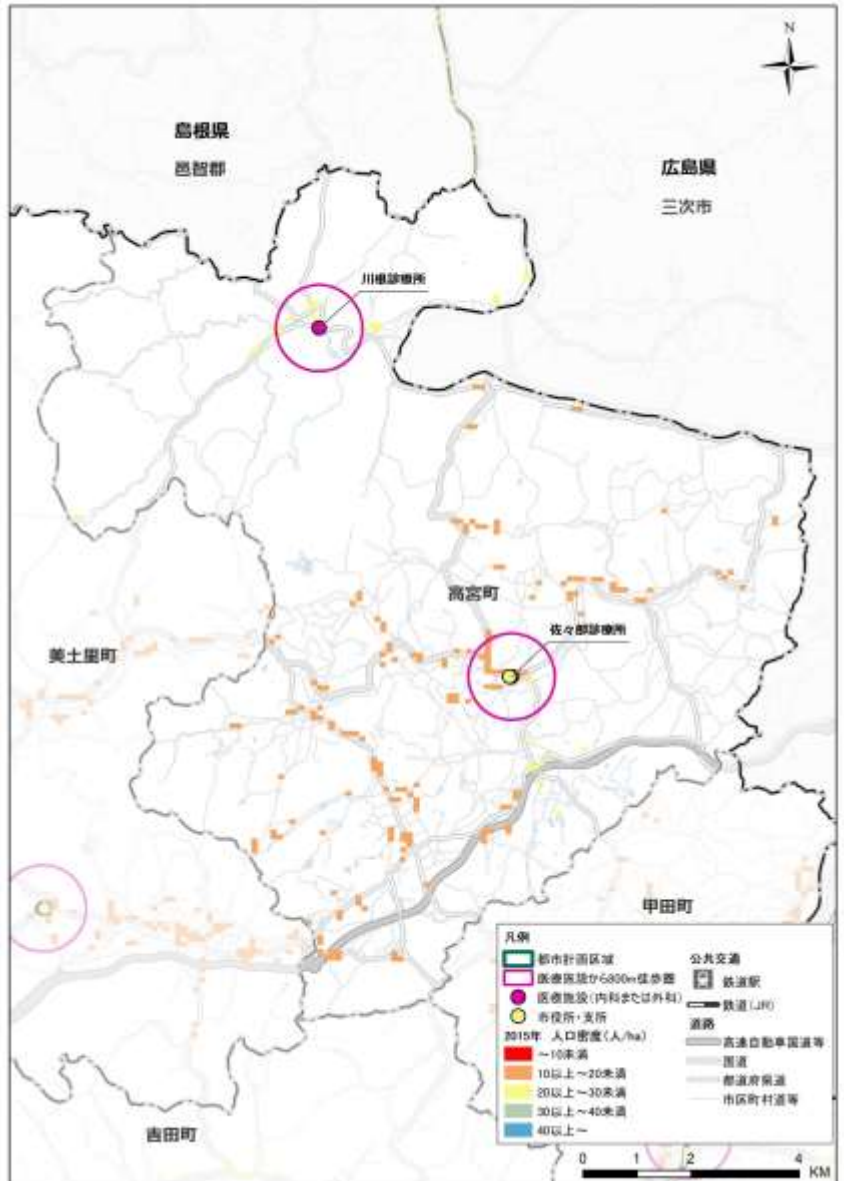 N
島根県
邑智郡
広島県
三次市
川根診療所
高宮町
佐々部診療所
美土里町
甲田町
吉田町
凡例
都市計画区域
医療施設から800m徒歩圏
医療施設(内科または外科)
市役所・支所
2015年 人口密度(人/ha)
～10未満
10以上～20未満
20以上～30未満
30以上～40未満
40以上～
公共交通
鉄道駅
鉄道(JR)
道路
高速自動車国道等
国道
都道府県道
市区町村道等
0 1 2 4
KM